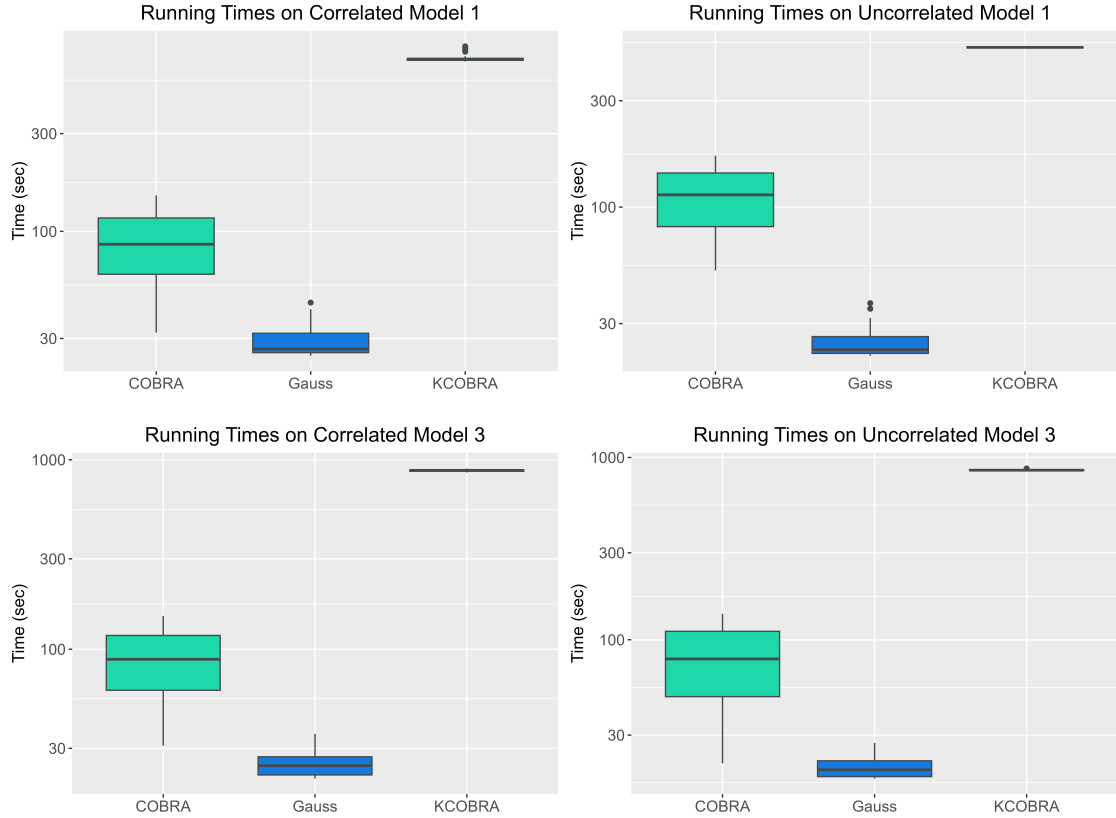 Running Times on Correlated Model 1
Time (sec)
300
100
30
COBRA Gauss KCOBRA
Running Times on Uncorrelated Model 1
Time (sec)
300
100
30
COBRA Gauss KCOBRA
Running Times on Correlated Model 3
Time (sec)
1000
300
100
30
COBRA Gauss KCOBRA
Running Times on Uncorrelated Model 3
Time (sec)
1000
300
100
30
COBRA Gauss KCOBRA